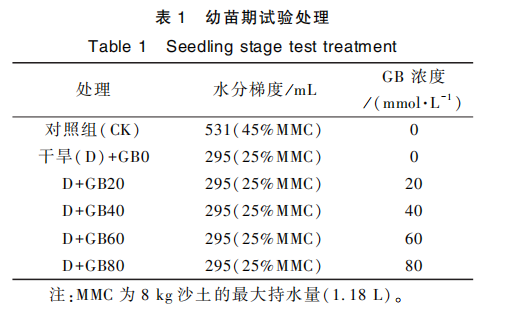 表 1 幼苗期试验处理
Table 1 Seedling stage test treatment
处理 水分梯度/mL GB 浓度/(mmol·L⁻¹)
对照组(CK) 531(45%MMC) 0
干旱(D)+GB0 295(25%MMC) 0
D+GB20 295(25%MMC) 20
D+GB40 295(25%MMC) 40
D+GB60 295(25%MMC) 60
D+GB80 295(25%MMC) 80
注:MMC 为 8 kg 沙土的最大持水量(1.18 L)。